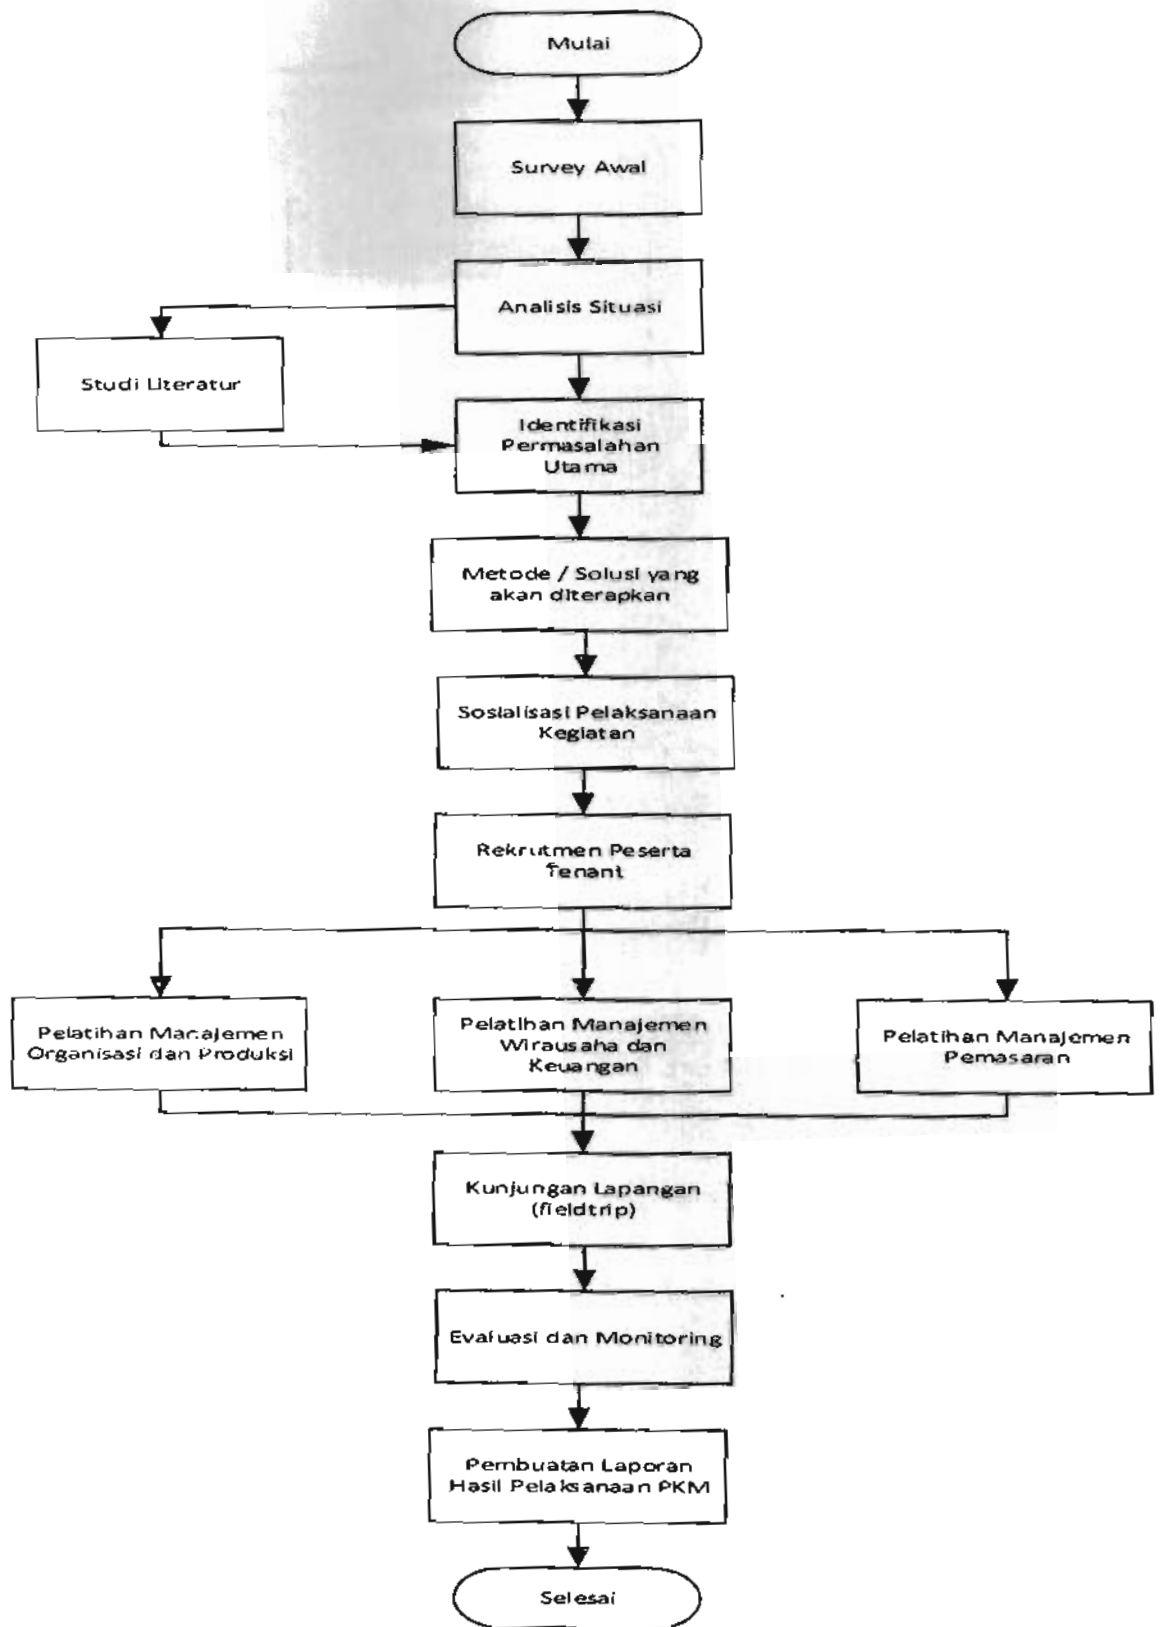 Mulai
Survey Awal
Analisis Situasi
Studi Literatur
Identifikasi
Permasalahan
Utama
Metode / Solusi yang
akan diterapkan
Sosialisasi Pelaksanaan
Kegiatan
Rekrutmen Peserta
Tenant
Pelatihan Manajemen
Organisasi dan Produksi
Pelatihan Manajemen
Wirausaha dan
Keuangan
Pelatihan Manajemen
Pemasaran
Kunjungan Lapangan
(fieldtrip)
Evaluasi dan Monitoring
Pembuatan Laporan
Hasil Pelaksanaan PKM
Selesai